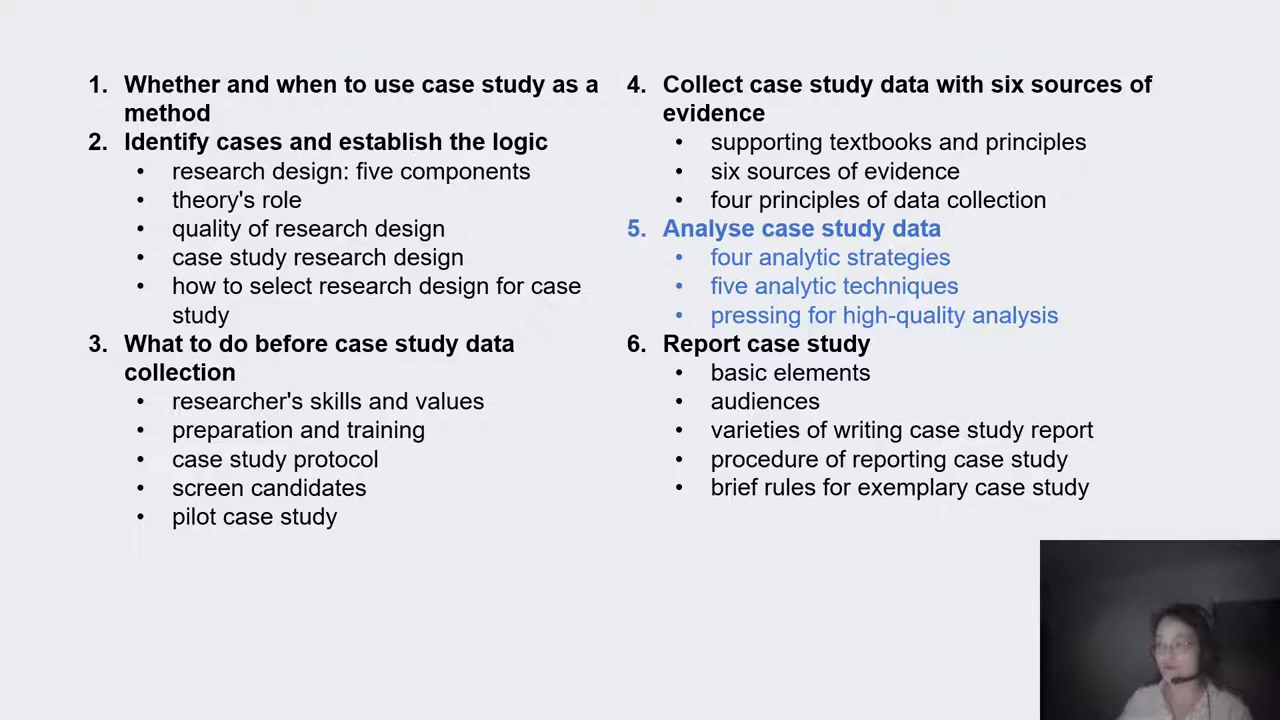 1. Whether and when to use case study as a
method
2. Identify cases and establish the logic
• research design: five components
• theory's role
• quality of research design
• case study research design
• how to select research design for case
study
3. What to do before case study data
collection
• researcher's skills and values
• preparation and training
• case study protocol
• screen candidates
• pilot case study
4. Collect case study data with six sources of
evidence
• supporting textbooks and principles
• six sources of evidence
• four principles of data collection
5. Analyse case study data
• four analytic strategies
• five analytic techniques
• pressing for high-quality analysis
6. Report case study
• basic elements
• audiences
• varieties of writing case study report
• procedure of reporting case study
• brief rules for exemplary case study